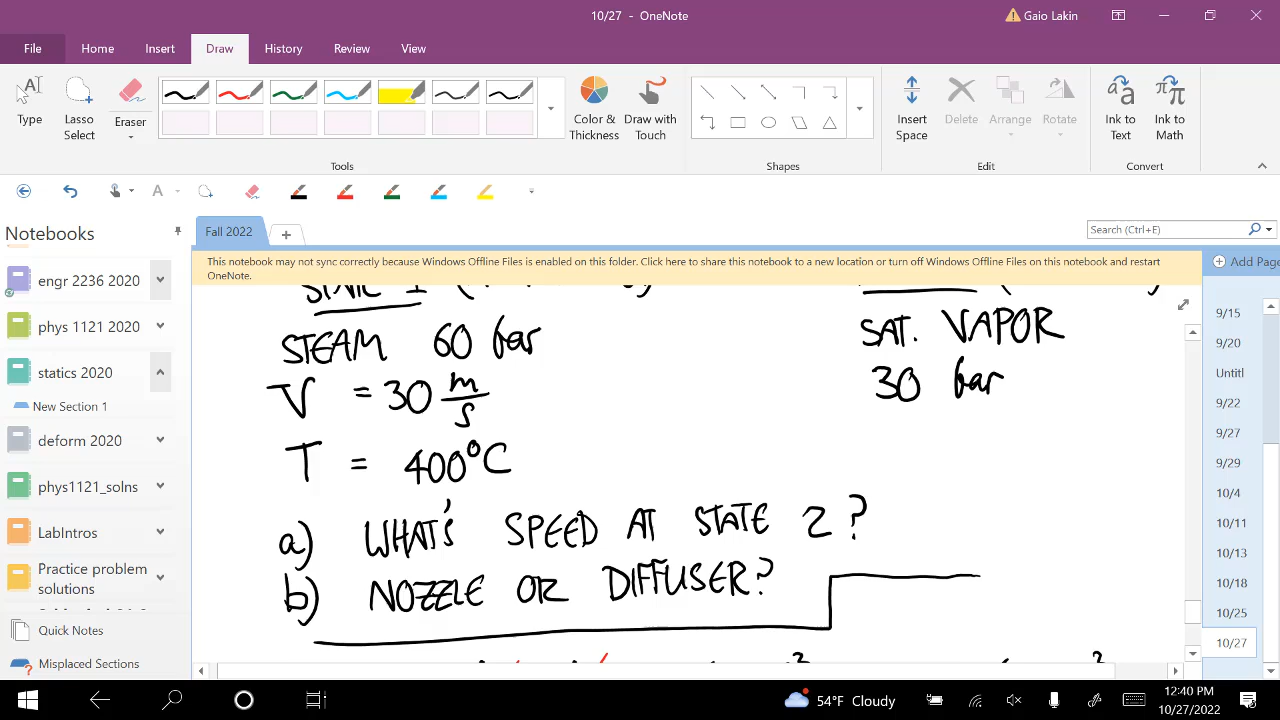 10/27 - OneNote
Gaio Lakin
File Home Insert Draw History Review View
Type
Lasso Select
Eraser
Color & Thickness
Draw with Touch
Insert Space
Delete
Arrange
Rotate
Ink to Text
Ink to Math
Tools
Shapes
Edit
Convert
Notebooks
Fall 2022
Search (Ctrl+E)
This notebook may not sync correctly because Windows Offline Files is enabled on this folder. Click here to share this notebook to a new location or turn off Windows Offline Files on this notebook and restart
OneNote.
Add Page
engr 2236 2020
phys 1121 2020
statics 2020
New Section 1
deform 2020
phys1121_solns
LabIntros
Practice problem
solutions
Quick Notes
Misplaced Sections
STEAM 60 bar
V = 30 m/s
T = 400°C
SAT. VAPOR
30 bar
a) WHAT'S SPEED AT STATE 2?
b) NOZZLE OR DIFFUSER?
9/15
9/20
Untitl
9/22
9/27
9/29
10/4
10/11
10/13
10/18
10/25
10/27
54°F Cloudy
12:40 PM
10/27/2022